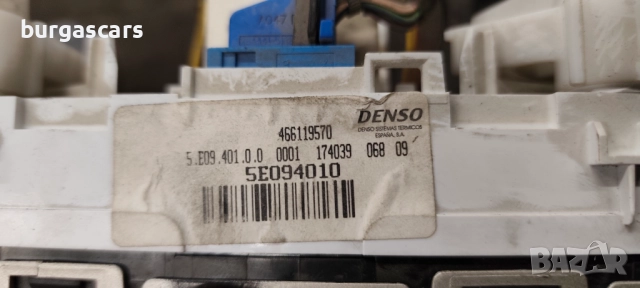 burgascars
466119570
DENSO
DENSO SISTEMAS TERMICOS
ESPAÑA, S.A.
5.E09.401.0.0 0001 174039 068 09
5E094010
BAZAR